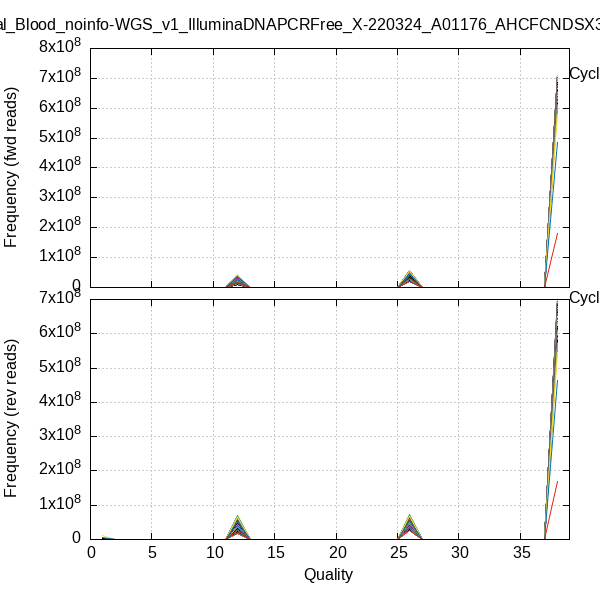 al_Blood_noinfo-WGS_v1_IlluminaDNAPCRFree_X-220324_A01176_AHCFCNDSX3
8x10^8
7x10^8
6x10^8
5x10^8
4x10^8
3x10^8
2x10^8
1x10^8
0
Frequency (fwd reads)
Cycl
7x10^8
6x10^8
5x10^8
4x10^8
3x10^8
2x10^8
1x10^8
0
Frequency (rev reads)
Cycl
0 5 10 15 20 25 30 35
Quality